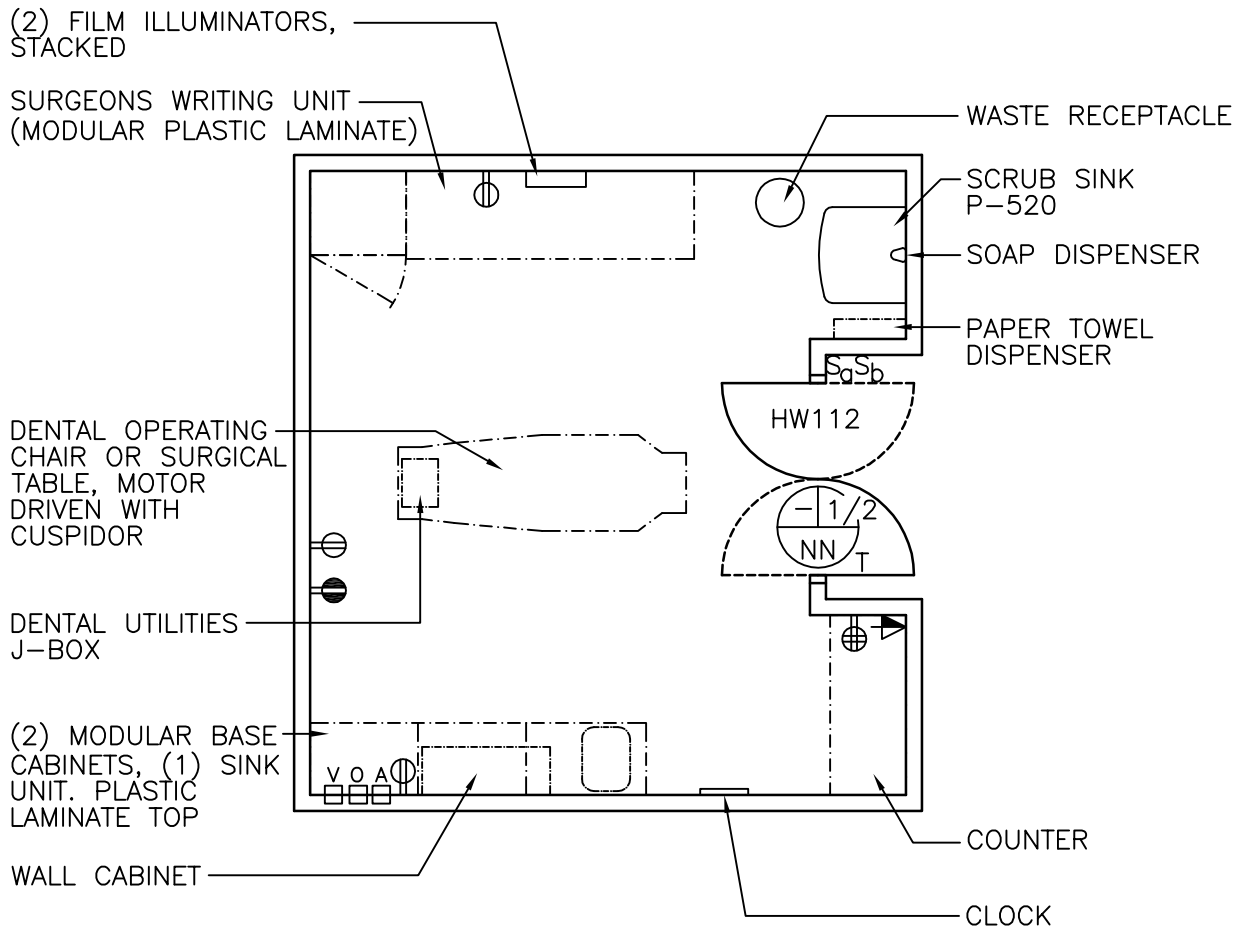 (2) FILM ILLUMINATORS,
STACKED
SURGEONS WRITING UNIT
(MODULAR PLASTIC LAMINATE)
WASTE RECEPTACLE
SCRUB SINK
P-520
SOAP DISPENSER
PAPER TOWEL
DISPENSER
SaSb
HW112
DENTAL OPERATING
CHAIR OR SURGICAL
TABLE, MOTOR
DRIVEN WITH
CUSPIDOR
- 1/2
NN
T
DENTAL UTILITIES
J-BOX
(2) MODULAR BASE
CABINETS, (1) SINK
UNIT. PLASTIC
LAMINATE TOP
V O A
WALL CABINET
COUNTER
CLOCK